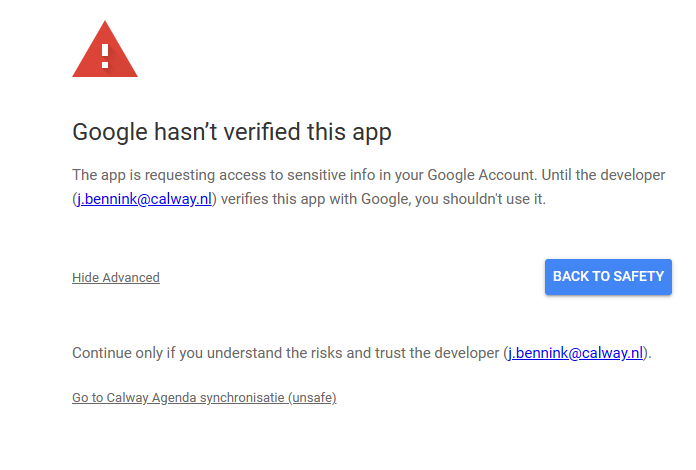 Google hasn’t verified this app
The app is requesting access to sensitive info in your Google Account. Until the developer
(j.bennink@calway.nl) verifies this app with Google, you shouldn't use it.
Hide Advanced
BACK TO SAFETY
Continue only if you understand the risks and trust the developer (j.bennink@calway.nl).
Go to Calway Agenda synchronisatie (unsafe)